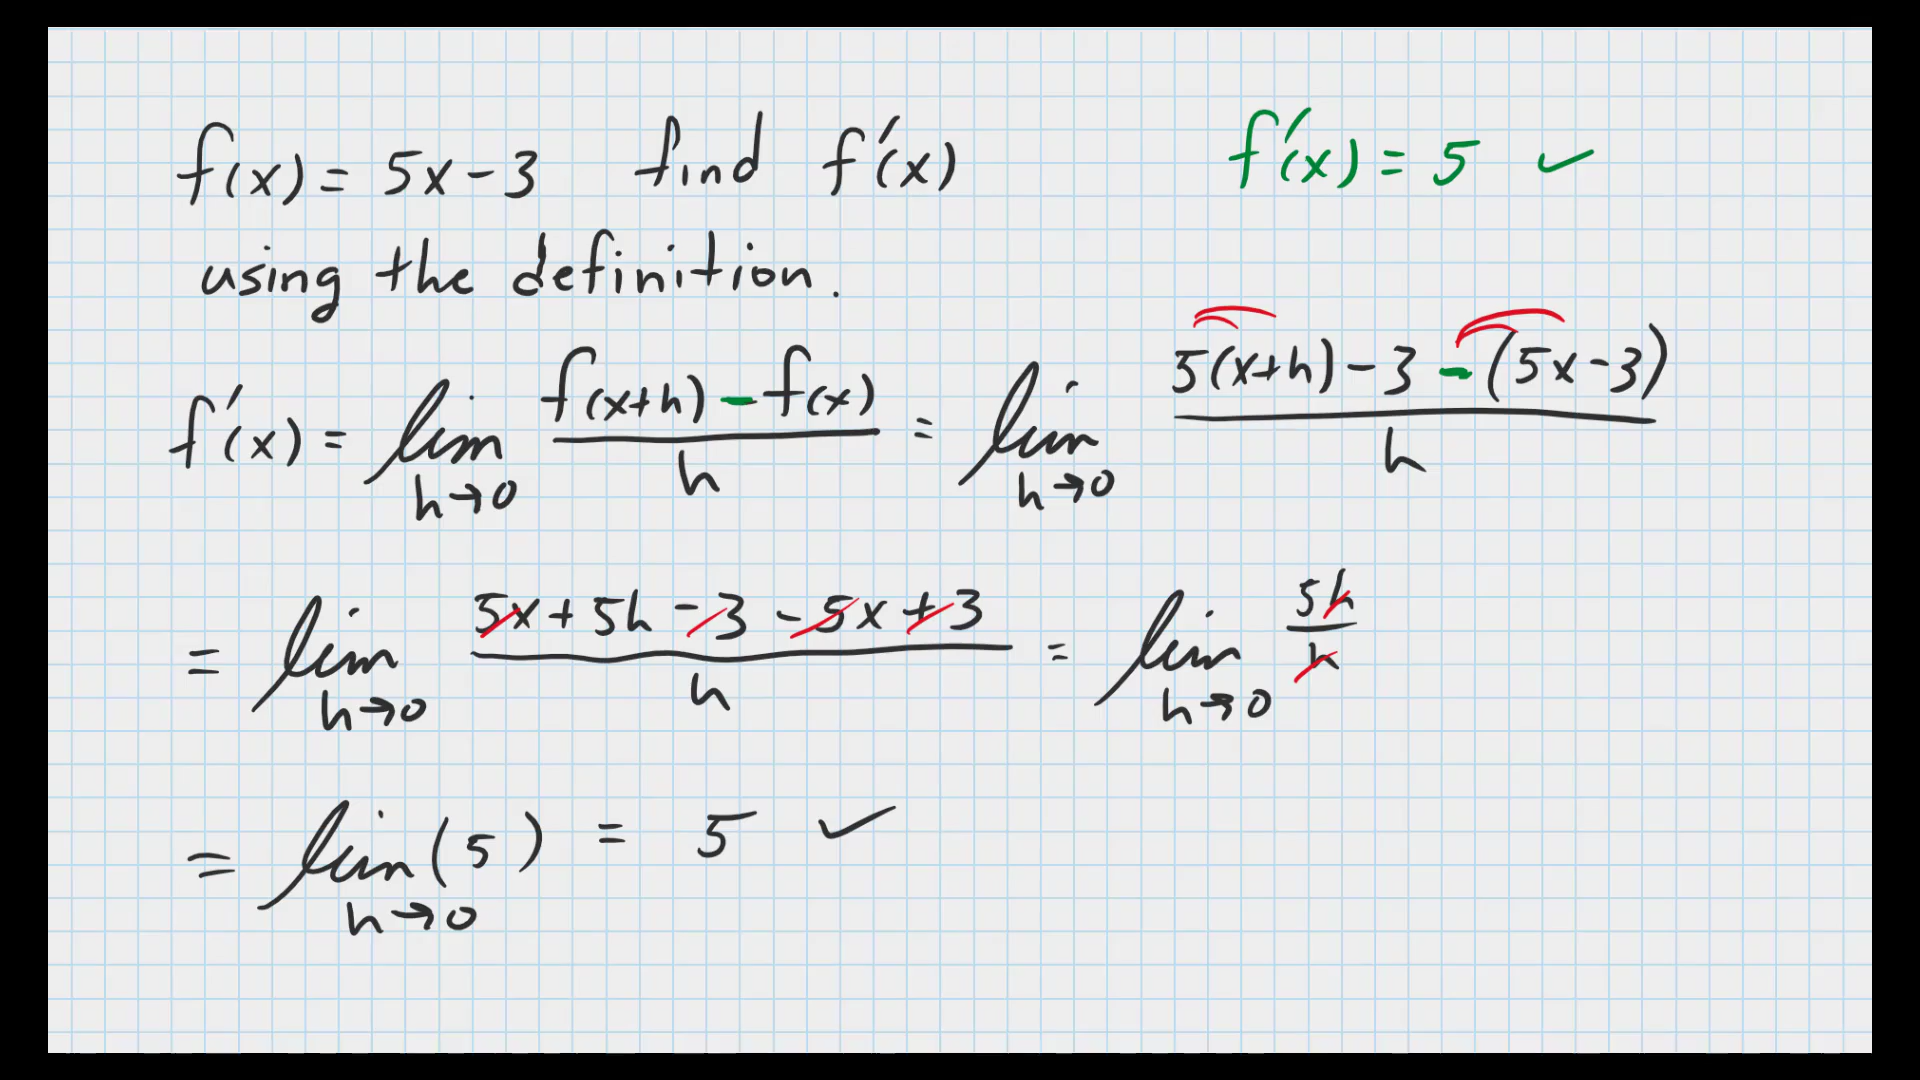 f(x) = 5x - 3 find f'(x) f'(x) = 5 ✓
using the definition.
f'(x) = lim h→0 (f(x+h) - f(x))/h = lim h→0 (5(x+h) - 3 - (5x - 3))/h
= lim h→0 (5x + 5h - 3 - 5x + 3)/h = lim h→0 5h/h
= lim h→0 (5) = 5 ✓